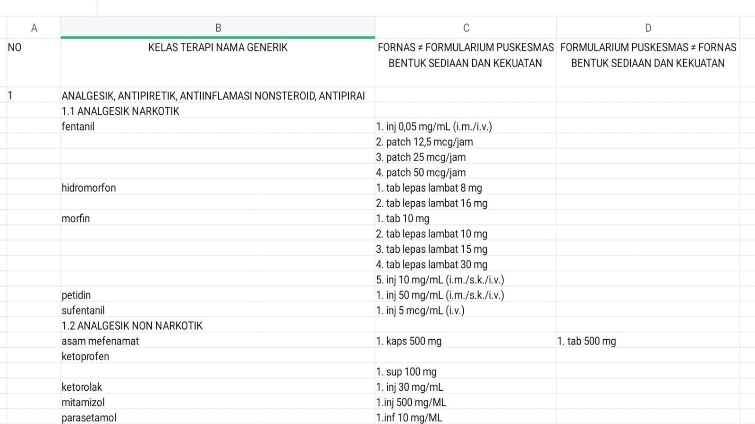 A B C D
NO KELAS TERAPI NAMA GENERIK FORNAS ≠ FORMULARIUM PUSKESMAS FORMULARIUM PUSKESMAS ≠ FORNAS
BENTUK SEDIAAN DAN KEKUATAN BENTUK SEDIAAN DAN KEKUATAN
1 ANALGESIK, ANTIPIRETIK, ANTIINFLAMASI NONSTEROID, ANTIPIRAI
1.1 ANALGESIK NARKOTIK
fentanil 1. inj 0,05 mg/mL (i.m./i.v.)
2. patch 12,5 mcg/jam
3. patch 25 mcg/jam
4. patch 50 mcg/jam
hidromorfon 1. tab lepas lambat 8 mg
2. tab lepas lambat 16 mg
morfin 1. tab 10 mg
2. tab lepas lambat 10 mg
3. tab lepas lambat 15 mg
4. tab lepas lambat 30 mg
5. inj 10 mg/mL (i.m./s.k./i.v.)
petidin 1. inj 50 mg/mL (i.m./s.k./i.v.)
sufentanil 1. inj 5 mcg/mL (i.v.)
1.2 ANALGESIK NON NARKOTIK
asam mefenamat 1. kaps 500 mg 1. tab 500 mg
ketoprofen
1. sup 100 mg
ketorolak 1. inj 30 mg/mL
mitamizol 1.inj 500 mg/ML
parasetamol 1.inf 10 mg/ML